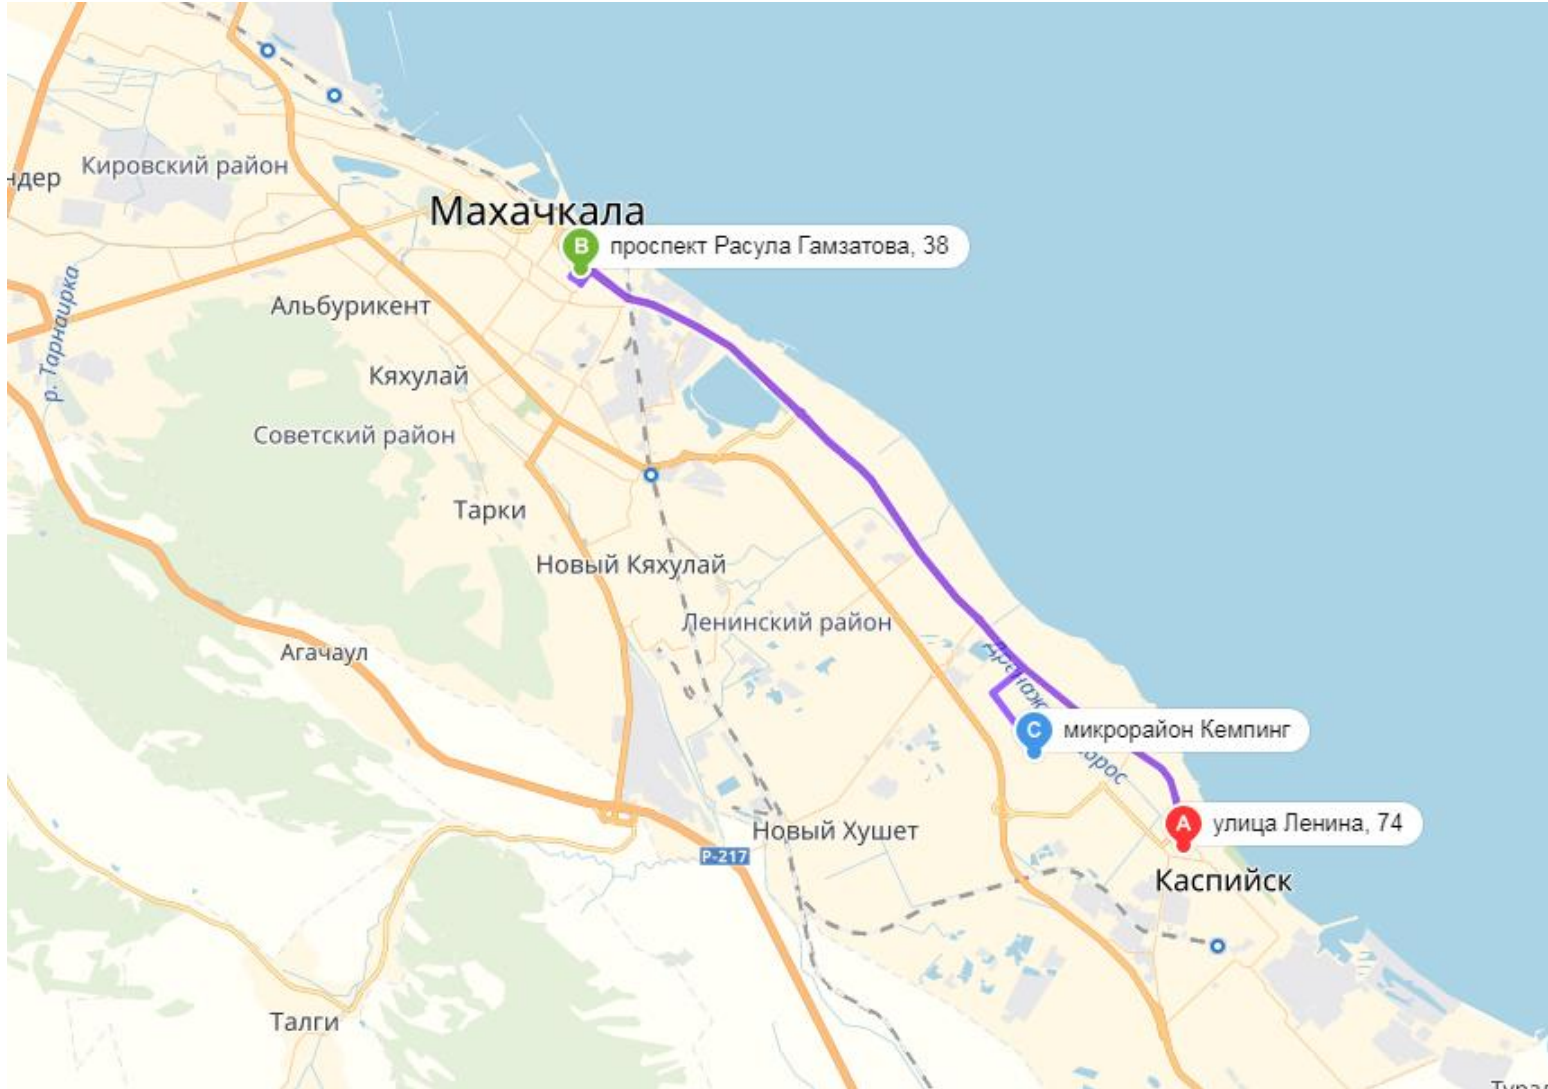 Кировский район
ндер
Махачкала
B
проспект Расула Гамзатова, 38
р. Тарнаирка
Альбурикент
Кяхулай
Советский район
Тарки
Новый Кяхулай
Ленинский район
Агачаул
C
микрорайон Кемпинг
A
улица Ленина, 74
Новый Хушет
Р-217
Каспийск
Талги